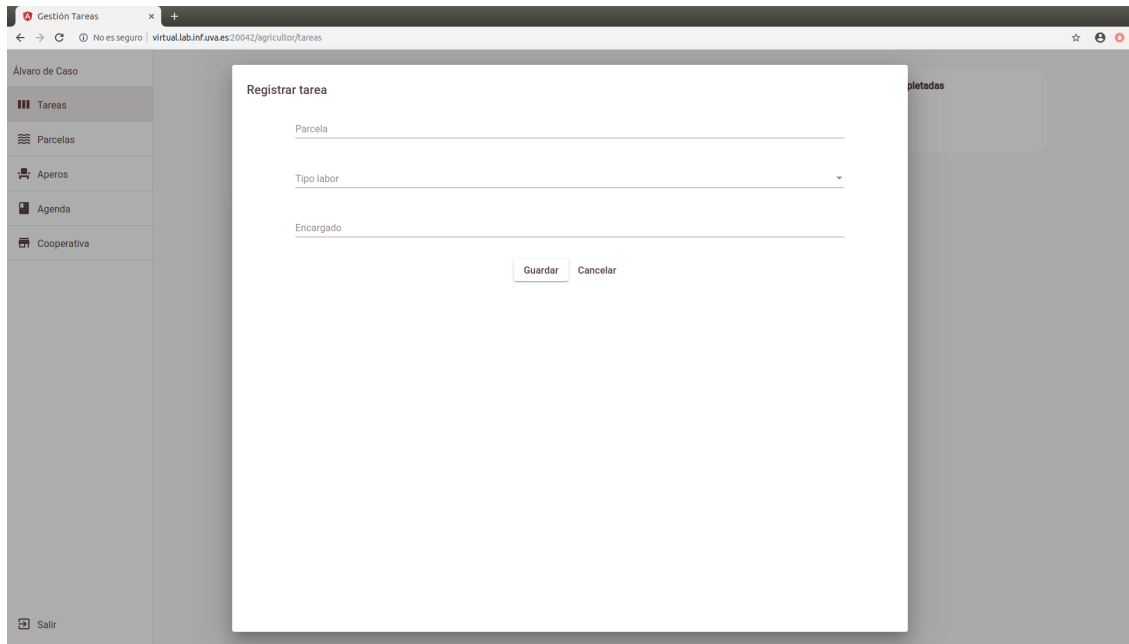 Gestión Tareas
No es seguro | virtual.lab.inf.uva.es:20042/agricultor/tareas
Álvaro de Caso
Tareas
Parcelas
Aperos
Agenda
Cooperativa
Salir
Registrar tarea
Parcela
Tipo labor
Encargado
Guardar Cancelar
pletadas